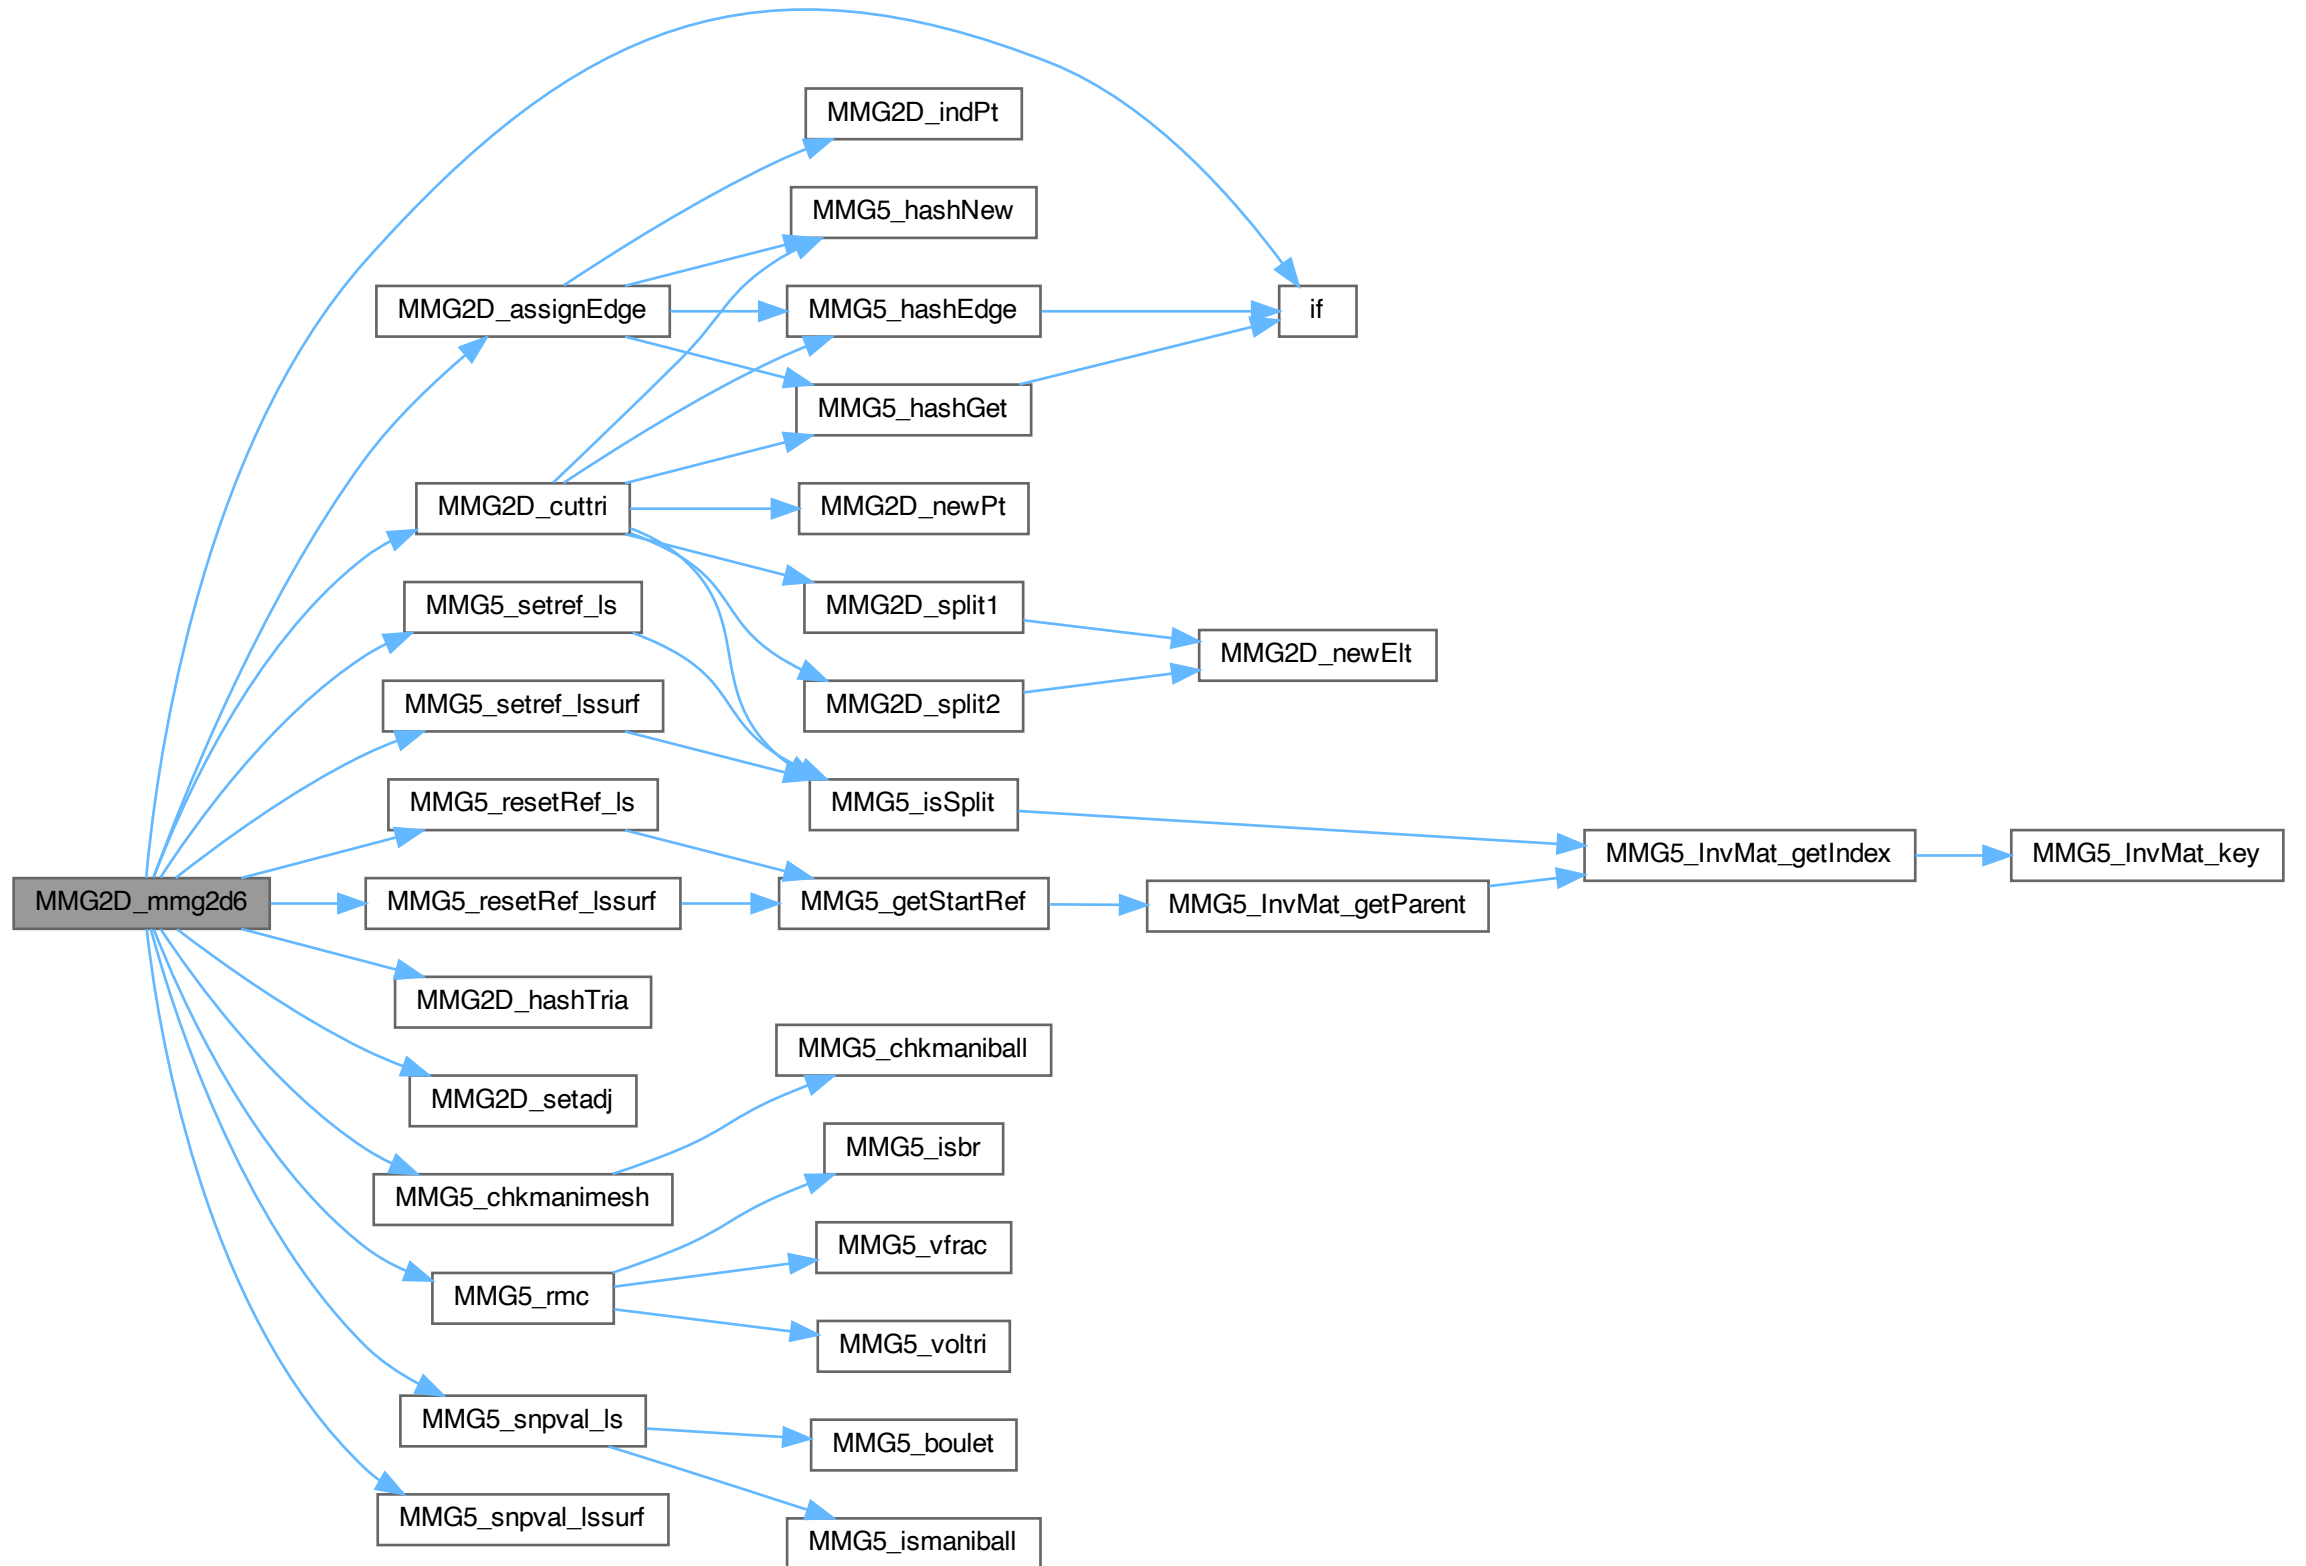 MMG2D_indPt
MMG5_hashNew
MMG2D_assignEdge
MMG5_hashEdge
if
MMG5_hashGet
MMG2D_cuttri
MMG2D_newPt
MMG5_setref_ls
MMG2D_split1
MMG2D_newElt
MMG5_setref_lssurf
MMG2D_split2
MMG5_resetRef_ls
MMG5_isSplit
MMG5_InvMat_getIndex
MMG5_InvMat_key
MMG2D_mmg2d6
MMG5_resetRef_lssurf
MMG5_getStartRef
MMG5_InvMat_getParent
MMG2D_hashTria
MMG5_chkmaniball
MMG2D_setadj
MMG5_isbr
MMG5_chkmanimesh
MMG5_vfrac
MMG5_rmc
MMG5_voltri
MMG5_snpval_ls
MMG5_boulet
MMG5_snpval_lssurf
MMG5_ismaniball